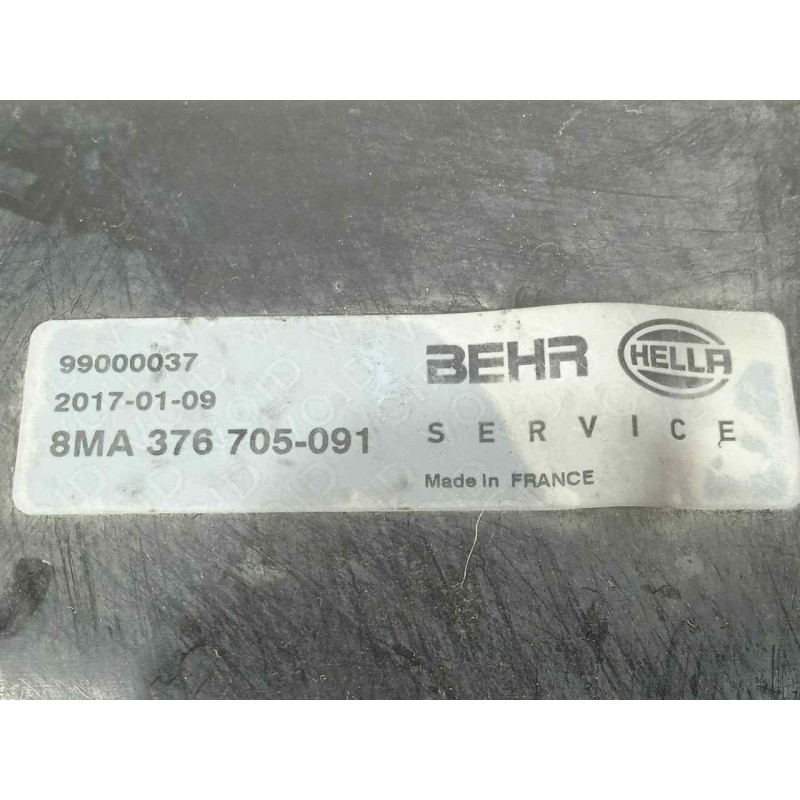 99000037
2017-01-09
8MA 376 705-091
BEHR HELLA
SERVICE
Made in FRANCE